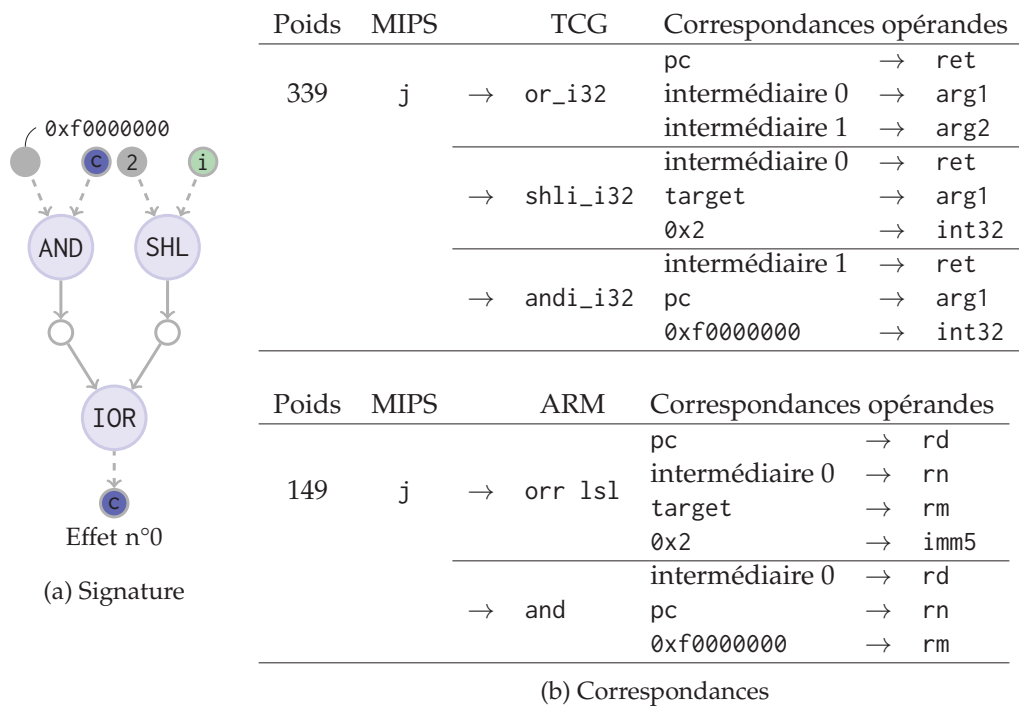 0xf0000000
c 2 i
AND SHL
IOR
c
Effet n°0
(a) Signature
Poids MIPS TCG Correspondances opérandes
pc → ret
339 j → or_i32 intermédiaire 0 → arg1
intermédiaire 1 → arg2
intermédiaire 0 → ret
→ shli_i32 target → arg1
0x2 → int32
intermédiaire 1 → ret
→ andi_i32 pc → arg1
0xf0000000 → int32
Poids MIPS ARM Correspondances opérandes
pc → rd
149 j → orr lsl intermédiaire 0 → rn
target → rm
0x2 → imm5
intermédiaire 0 → rd
→ and pc → rn
0xf0000000 → rm
(b) Correspondances